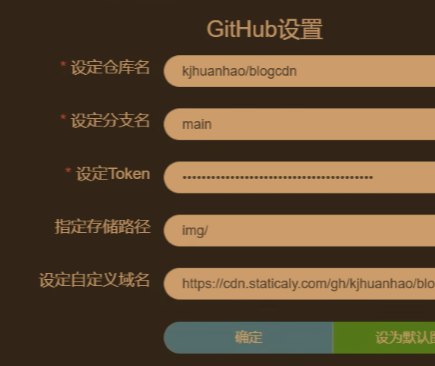 GitHub设置
* 设定仓库名
kjhuanhao/blogcdn
* 设定分支名
main
* 设定Token
••••••••••••••••••••••••••••••••••••••••
指定存储路径
img/
设定自定义域名
https://cdn.staticaly.com/gh/kjhuanhao/blo
确定
设为默认图